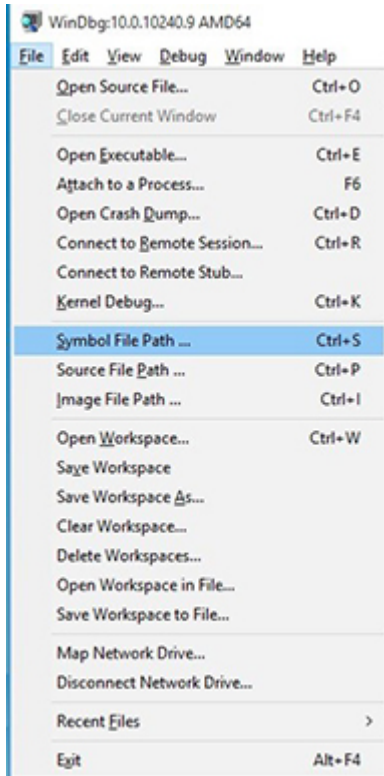 WinDbg:10.0.10240.9 AMD64
File Edit View Debug Window Help
Open Source File... Ctrl+O
Close Current Window Ctrl+F4
Open Executable... Ctrl+E
Attach to a Process... F6
Open Crash Dump... Ctrl+D
Connect to Remote Session... Ctrl+R
Connect to Remote Stub...
Kernel Debug... Ctrl+K
Symbol File Path ... Ctrl+S
Source File Path ... Ctrl+P
Image File Path ... Ctrl+I
Open Workspace... Ctrl+W
Save Workspace
Save Workspace As...
Clear Workspace...
Delete Workspaces...
Open Workspace in File...
Save Workspace to File...
Map Network Drive...
Disconnect Network Drive...
Recent Files >
Exit Alt+F4